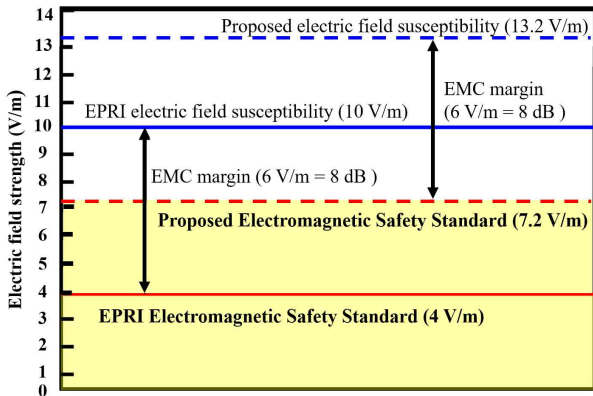 Electric field strength (V/m)
14
13
12
11
10
9
8
7
6
5
4
3
2
1
0
Proposed electric field susceptibility (13.2 V/m)
EMC margin
(6 V/m = 8 dB )
EPRI electric field susceptibility (10 V/m)
EMC margin (6 V/m = 8 dB )
Proposed Electromagnetic Safety Standard (7.2 V/m)
EPRI Electromagnetic Safety Standard (4 V/m)